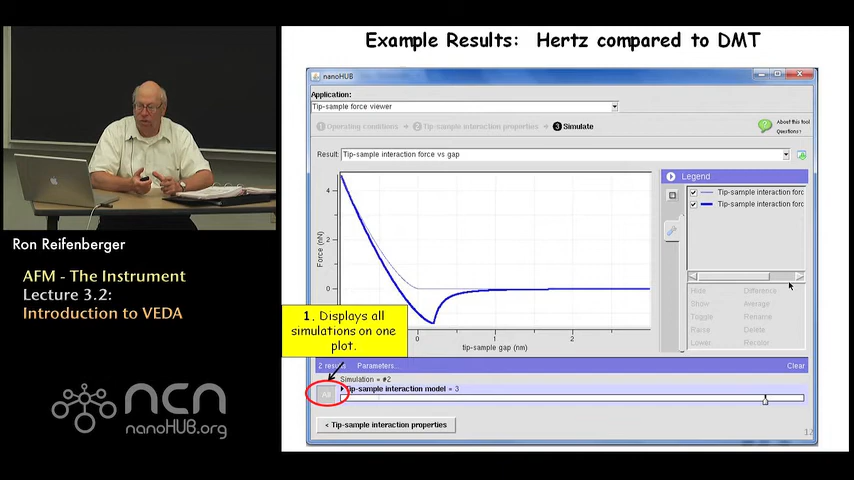 Example Results: Hertz compared to DMT
nanoHUB
Application:
Tip-sample force viewer
1 Operating conditions
2 Tip-sample interaction properties
3 Simulate
About this tool
Questions?
Result: Tip-sample interaction force vs gap
Legend
Tip-sample interaction forc
Tip-sample interaction forc
4
2
0
Force (nN)
0
1
2
tip-sample gap (nm)
Hide
Difference
Show
Average
Toggle
Rename
Raise
Delete
Lower
Recolor
1. Displays all
simulations on one
plot.
2 results
Parameters...
Clear
Simulation = #2
All
Tip-sample interaction model = 3
< Tip-sample interaction properties
12
Ron Reifenberger
AFM - The Instrument
Lecture 3.2:
Introduction to VEDA
ncn
nanoHUB.org